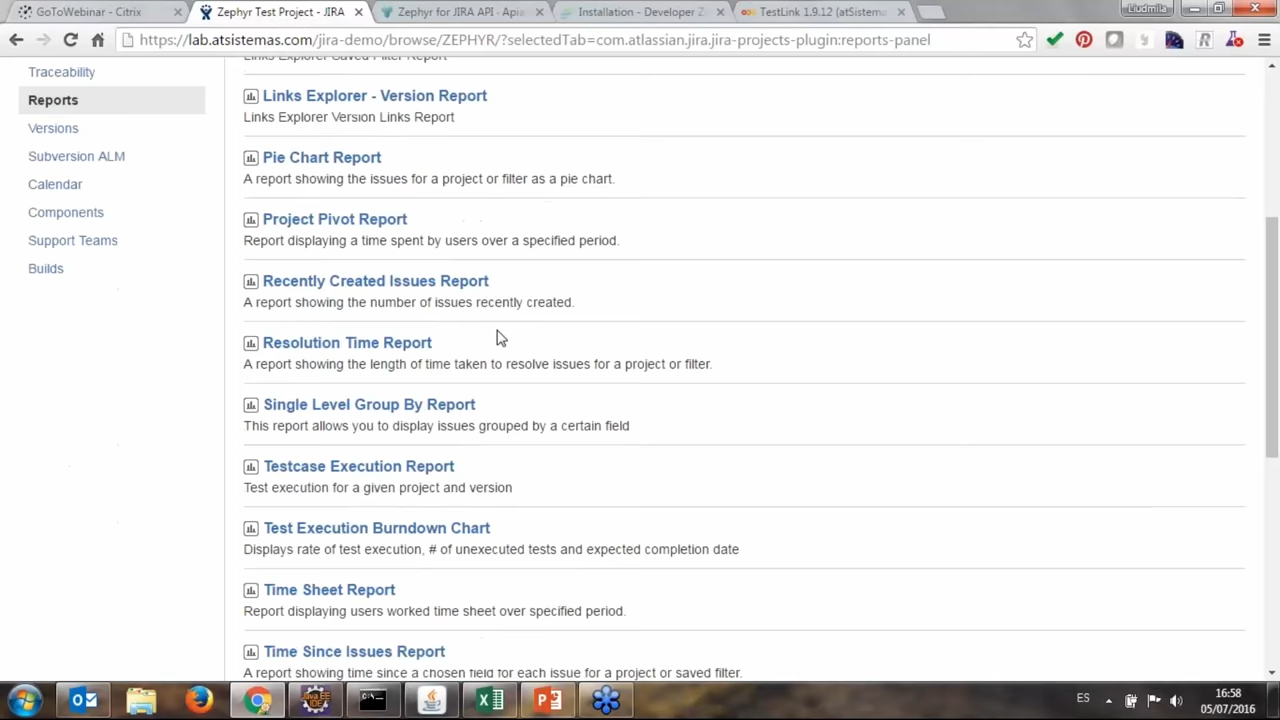 GoToWebinar - Citrix
Zephyr Test Project - JIRA
Zephyr for JIRA API - Apia
Installation - Developer Z
TestLink 1.9.12 (atSistema
Ludmila
https://lab.atsistemas.com/jira-demo/browse/ZEPHYR/?selectedTab=com.atlassian.jira.jira-projects-plugin:reports-panel
Traceability
Reports
Versions
Subversion ALM
Calendar
Components
Support Teams
Builds
Links Explorer Saved Filter Report
Links Explorer - Version Report
Links Explorer Version Links Report
Pie Chart Report
A report showing the issues for a project or filter as a pie chart.
Project Pivot Report
Report displaying a time spent by users over a specified period.
Recently Created Issues Report
A report showing the number of issues recently created.
Resolution Time Report
A report showing the length of time taken to resolve issues for a project or filter.
Single Level Group By Report
This report allows you to display issues grouped by a certain field
Testcase Execution Report
Test execution for a given project and version
Test Execution Burndown Chart
Displays rate of test execution, # of unexecuted tests and expected completion date
Time Sheet Report
Report displaying users worked time sheet over specified period.
Time Since Issues Report
A report showing time since a chosen field for each issue for a project or saved filter.
Java EE
IDE
ES
16:58
05/07/2016